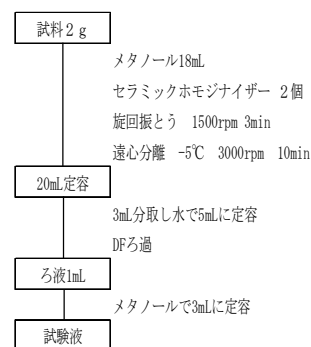 試料２ｇ
メタノール18mL
セラミックホモジナイザー ２個
旋回振とう 1500rpm 3min
遠心分離 -5℃ 3000rpm 10min
20mL定容
3mL分取し水で5mLに定容
DFろ過
ろ液1mL
メタノールで3mLに定容
試験液